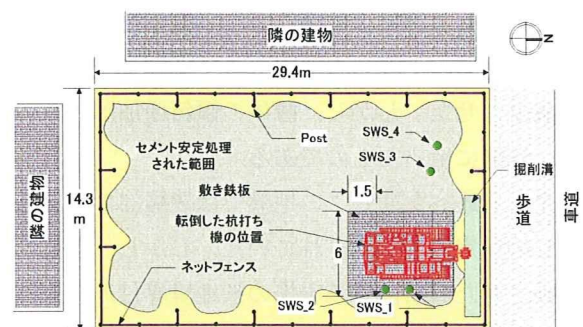 隣の建物
N
29.4m
Post
SWS_4
セメント安定処理
された範囲
SWS_3
掘削溝
敷き鉄板
1.5
14.3
m
隣の建物
転倒した杭打ち
機の位置
6
歩道
車道
ネットフェンス
SWS_2
SWS_1